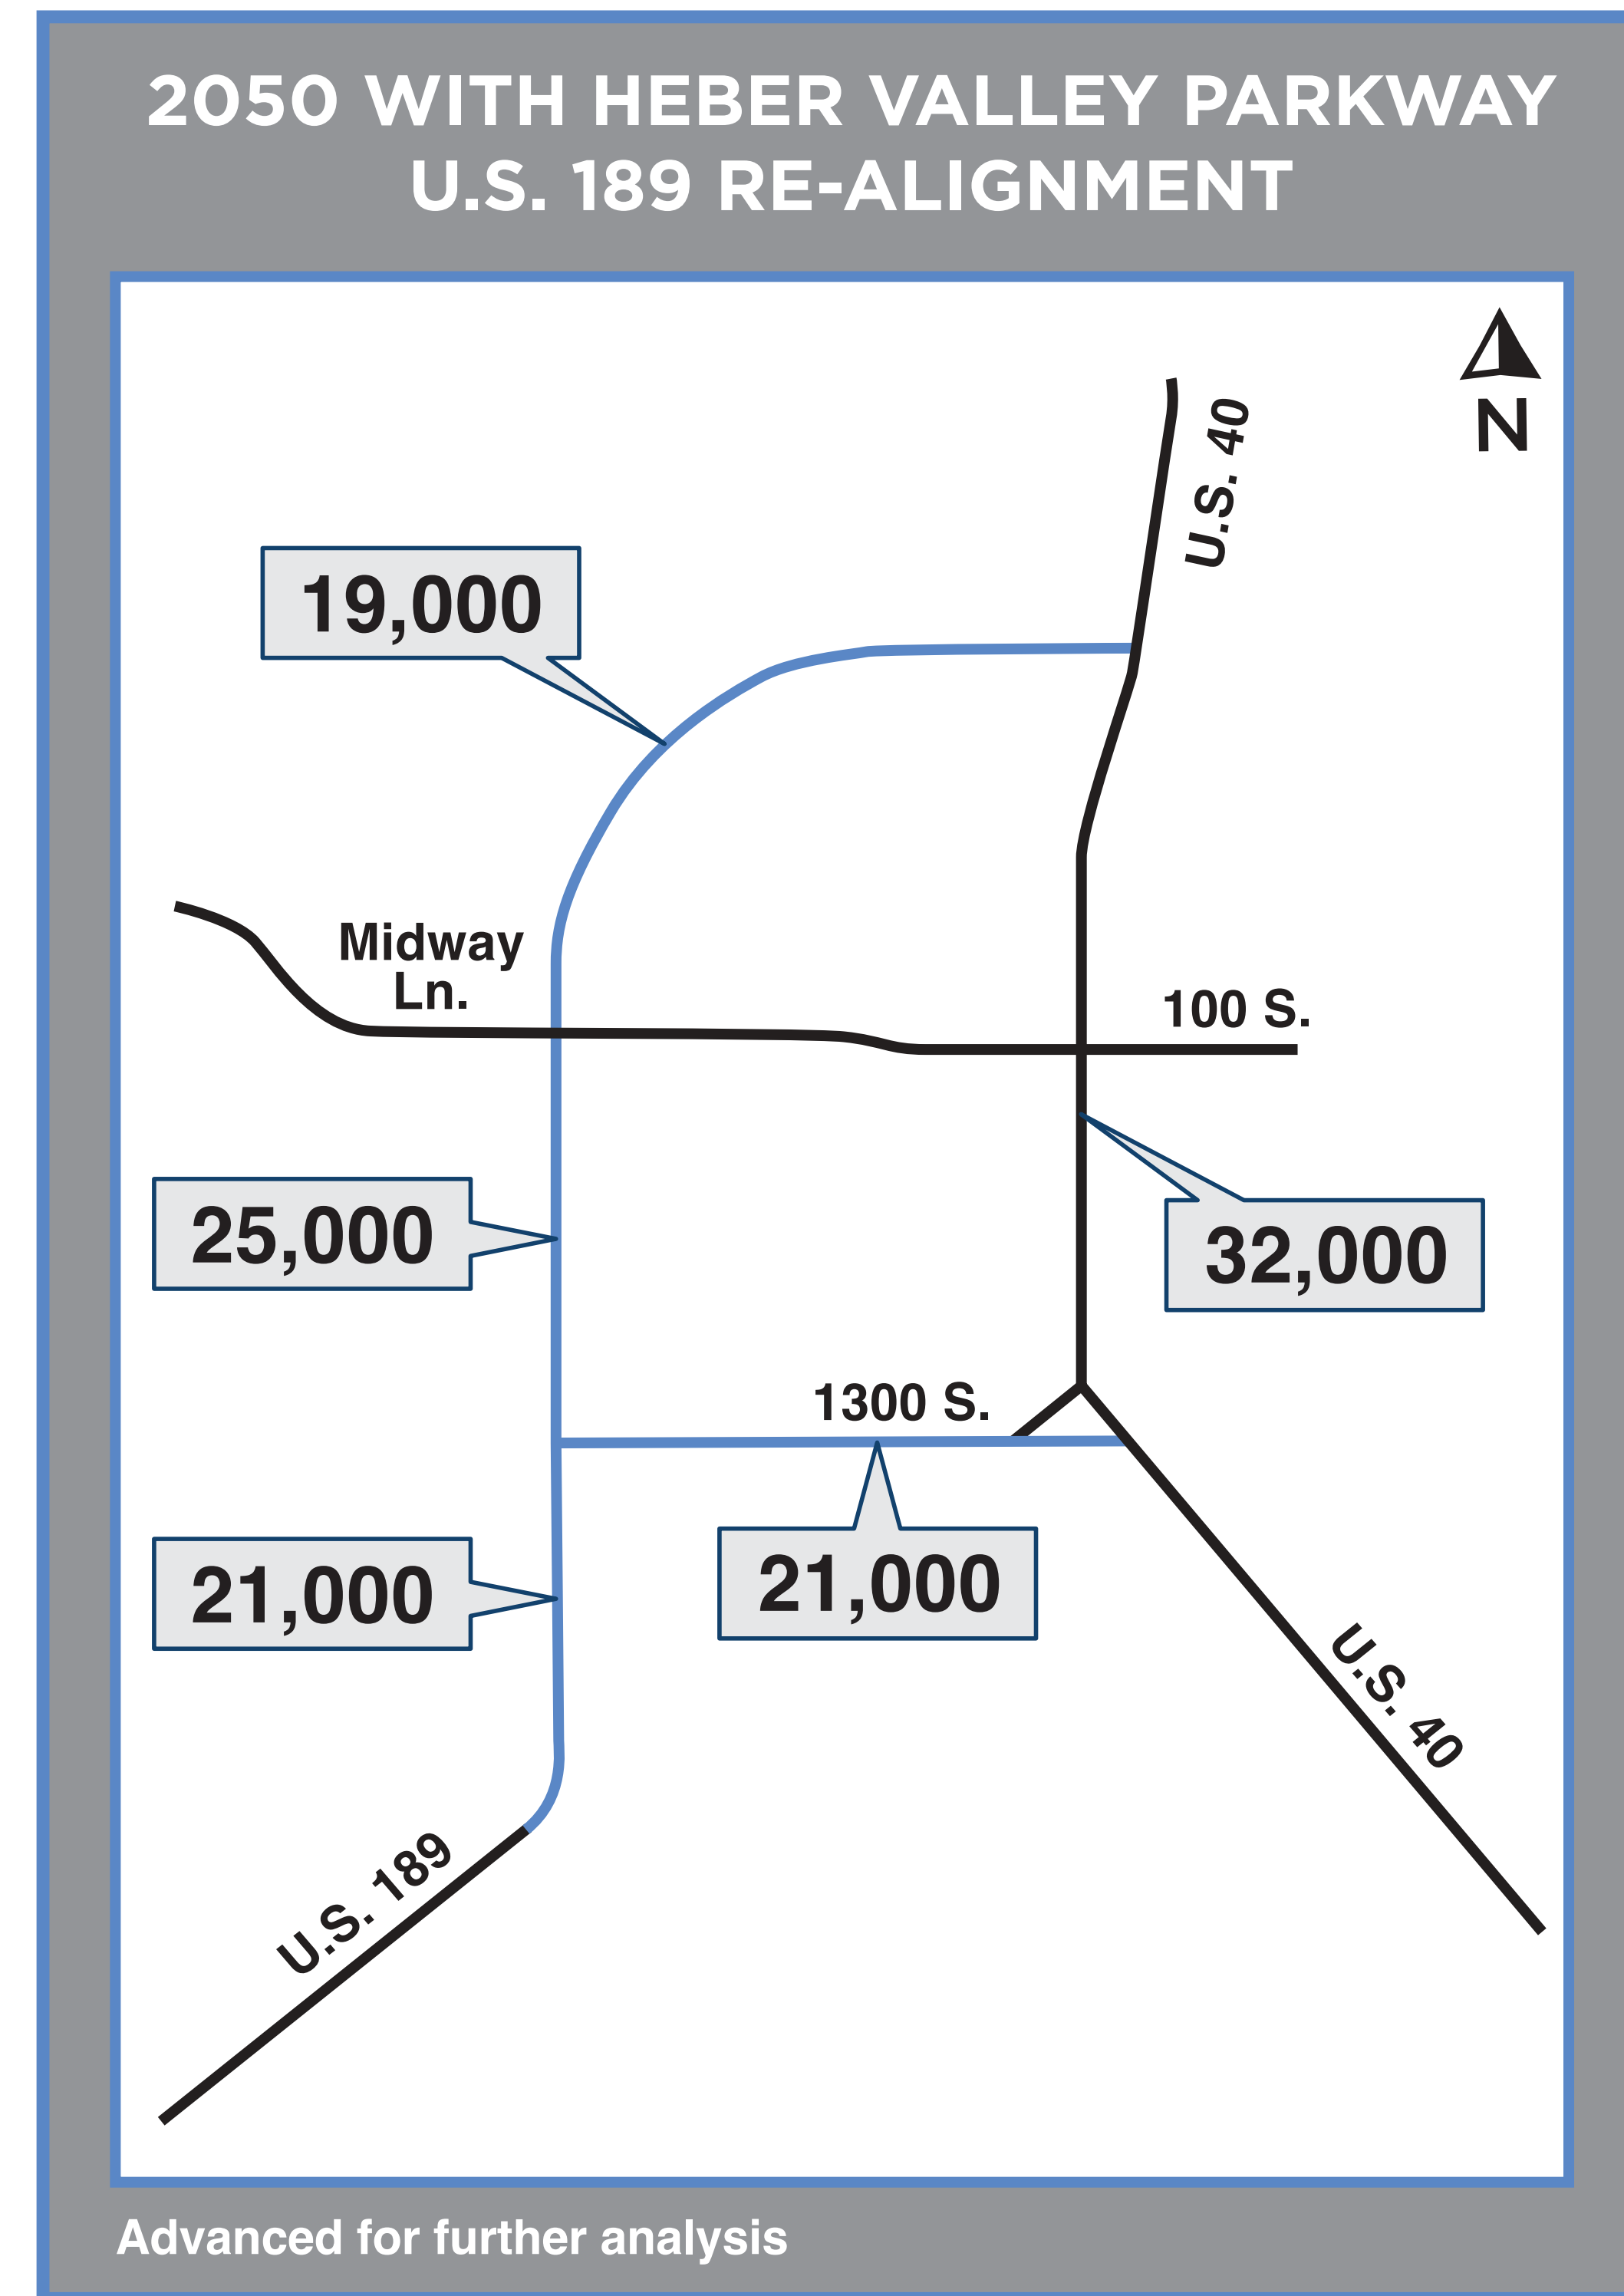 2050 WITH HEBER VALLEY PARKWAY
U.S. 189 RE-ALIGNMENT
N
U.S. 40
19,000
Midway
Ln.
100 S.
25,000
32,000
1300 S.
21,000
21,000
U.S. 40
U.S. 189
Advanced for further analysis